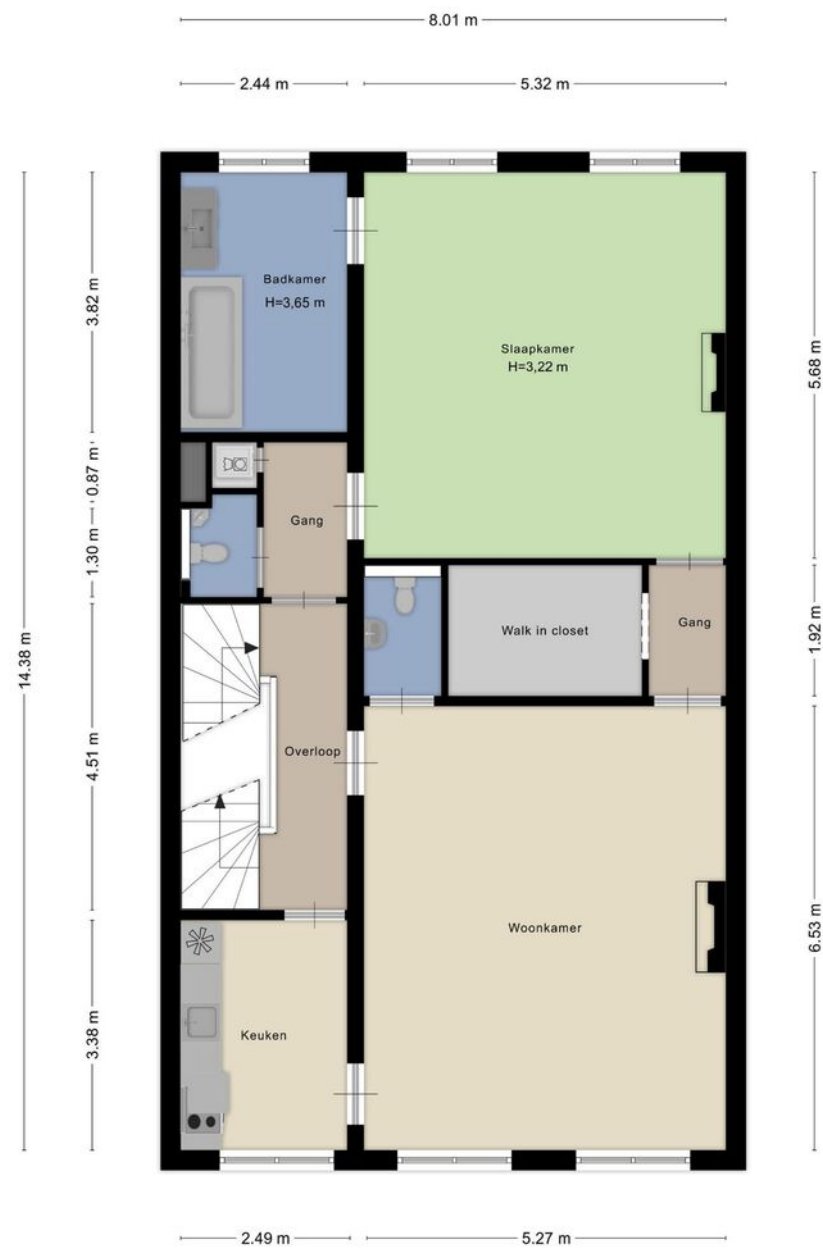 8.01 m
2.44 m
5.32 m
14.38 m
3.82 m
0.87 m
1.30 m
4.51 m
3.38 m
Badkamer
H=3,65 m
Slaapkamer
H=3,22 m
5.68 m
Gang
Walk in closet
Gang
1.92 m
Overloop
Woonkamer
6.53 m
Keuken
2.49 m
5.27 m